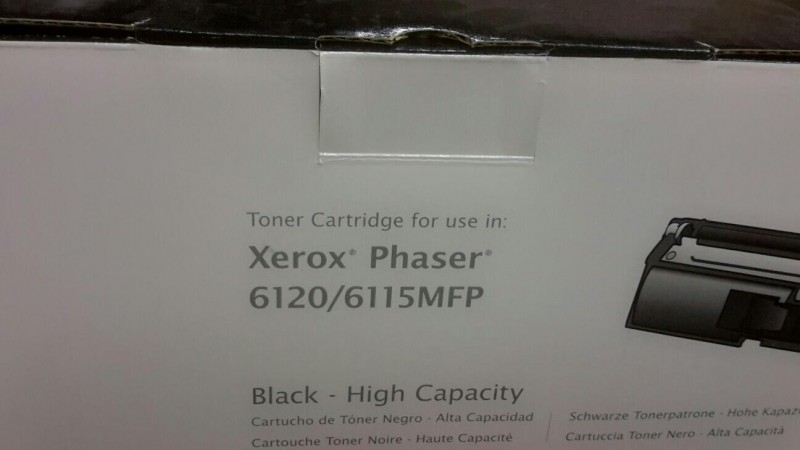 Toner Cartridge for use in:
Xerox® Phaser®
6120/6115MFP
Black - High Capacity
Cartucho de Tóner Negro - Alta Capacidad
Cartouche Toner Noire - Haute Capacité
Schwarze Tonerpatrone - Hohe
Cartuccia Toner Nero - Alta Capacità